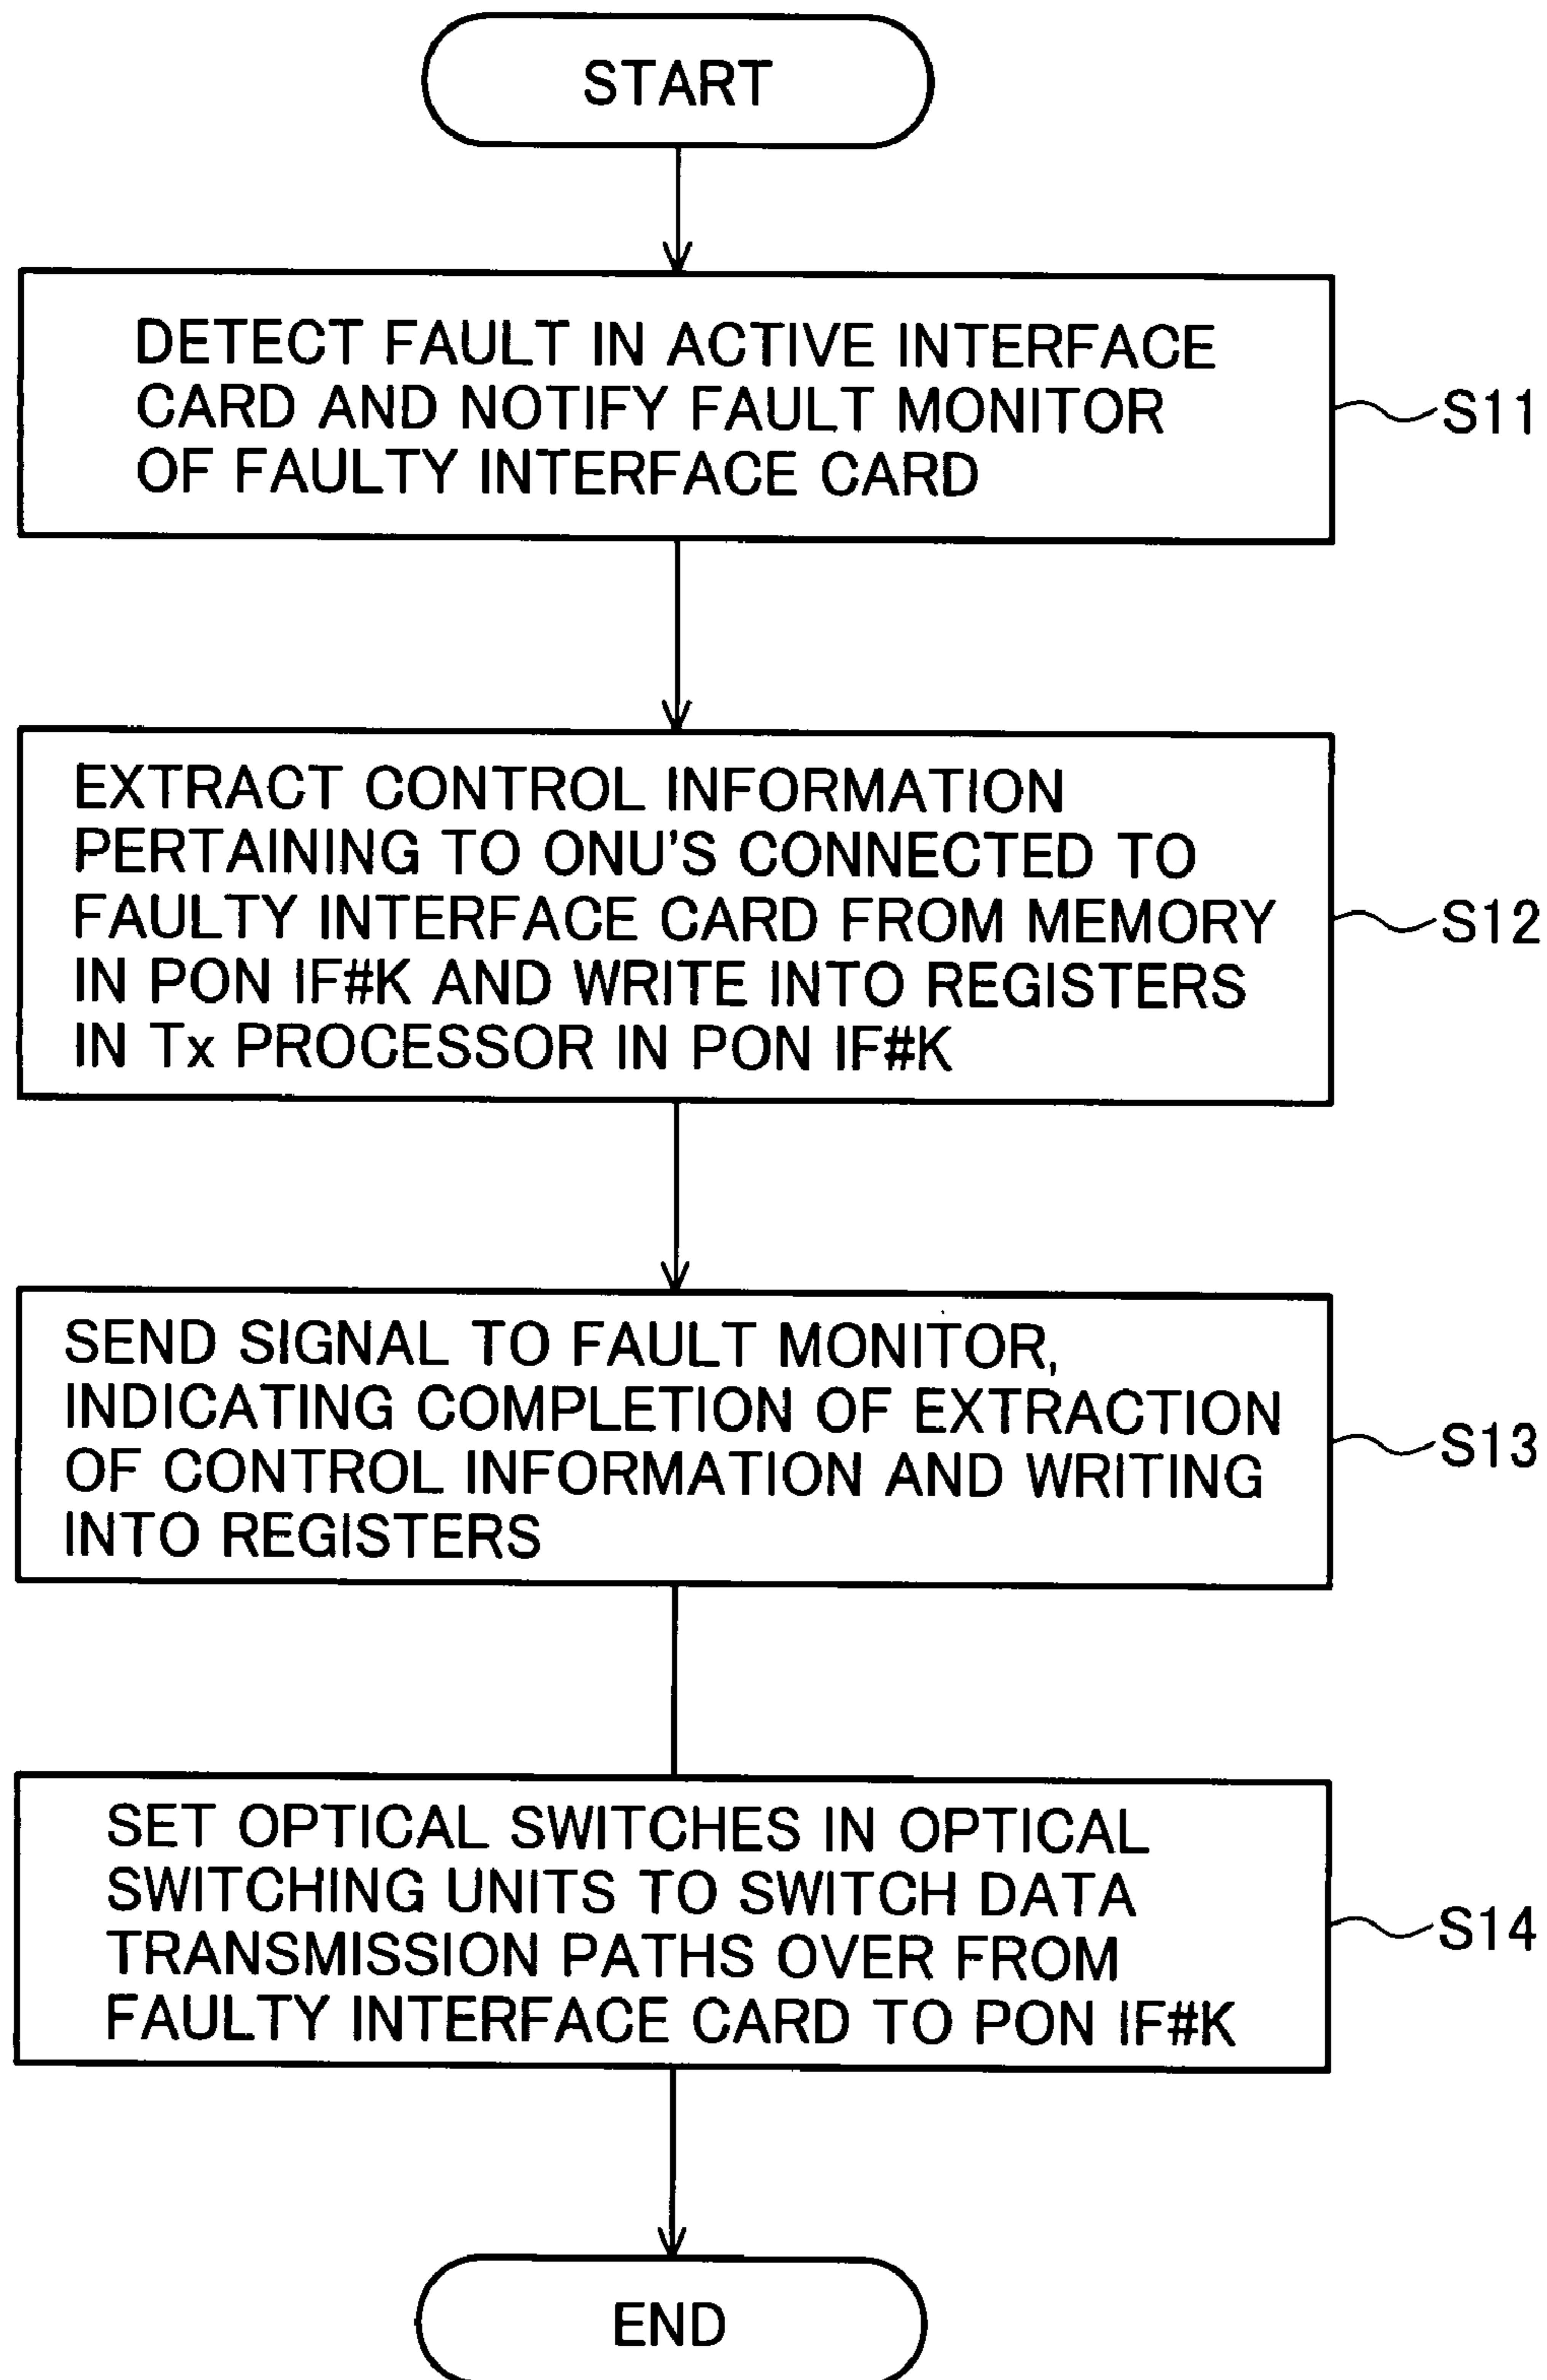 START
DETECT FAULT IN ACTIVE INTERFACE
CARD AND NOTIFY FAULT MONITOR
OF FAULTY INTERFACE CARD
S11
EXTRACT CONTROL INFORMATION
PERTAINING TO ONU'S CONNECTED TO
FAULTY INTERFACE CARD FROM MEMORY
IN PON IF#K AND WRITE INTO REGISTERS
IN Tx PROCESSOR IN PON IF#K
S12
SEND SIGNAL TO FAULT MONITOR,
INDICATING COMPLETION OF EXTRACTION
OF CONTROL INFORMATION AND WRITING
INTO REGISTERS
S13
SET OPTICAL SWITCHES IN OPTICAL
SWITCHING UNITS TO SWITCH DATA
TRANSMISSION PATHS OVER FROM
FAULTY INTERFACE CARD TO PON IF#K
S14
END